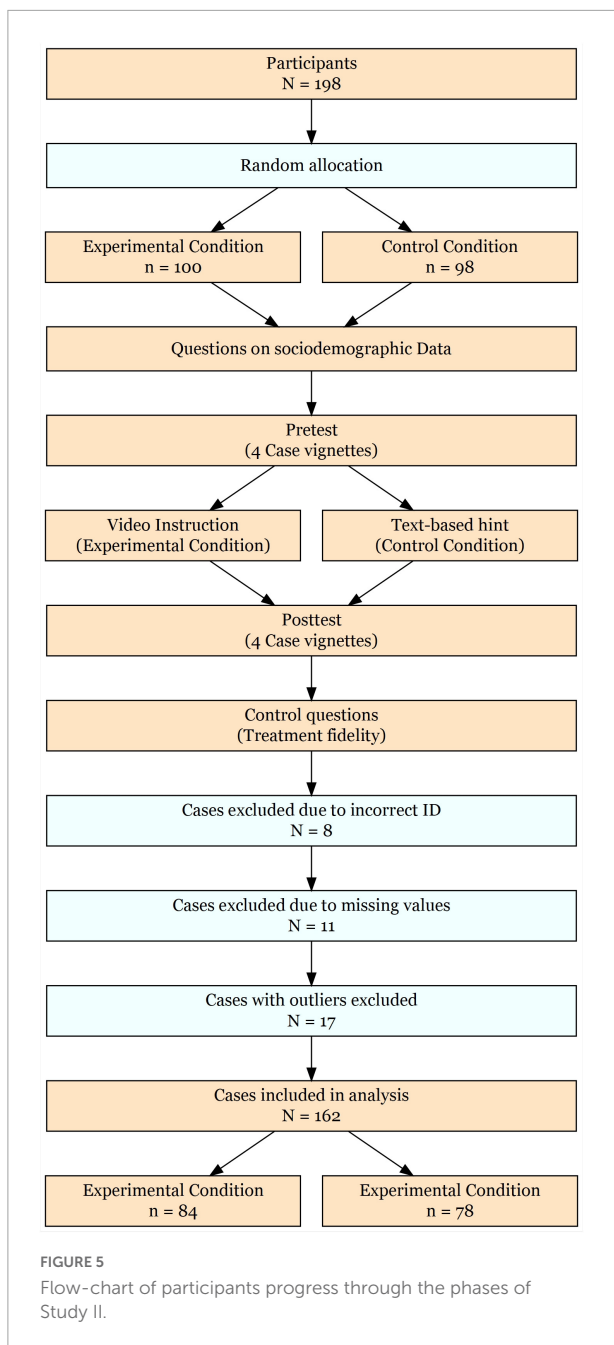 Participants
N = 198
Random allocation
Experimental Condition
n = 100
Control Condition
n = 98
Questions on sociodemographic Data
Pretest
(4 Case vignettes)
Video Instruction
(Experimental Condition)
Text-based hint
(Control Condition)
Posttest
(4 Case vignettes)
Control questions
(Treatment fidelity)
Cases excluded due to incorrect ID
N = 8
Cases excluded due to missing values
N = 11
Cases with outliers excluded
N = 17
Cases included in analysis
N = 162
Experimental Condition
n = 84
Experimental Condition
n = 78
FIGURE 5
Flow-chart of participants progress through the phases of
Study II.